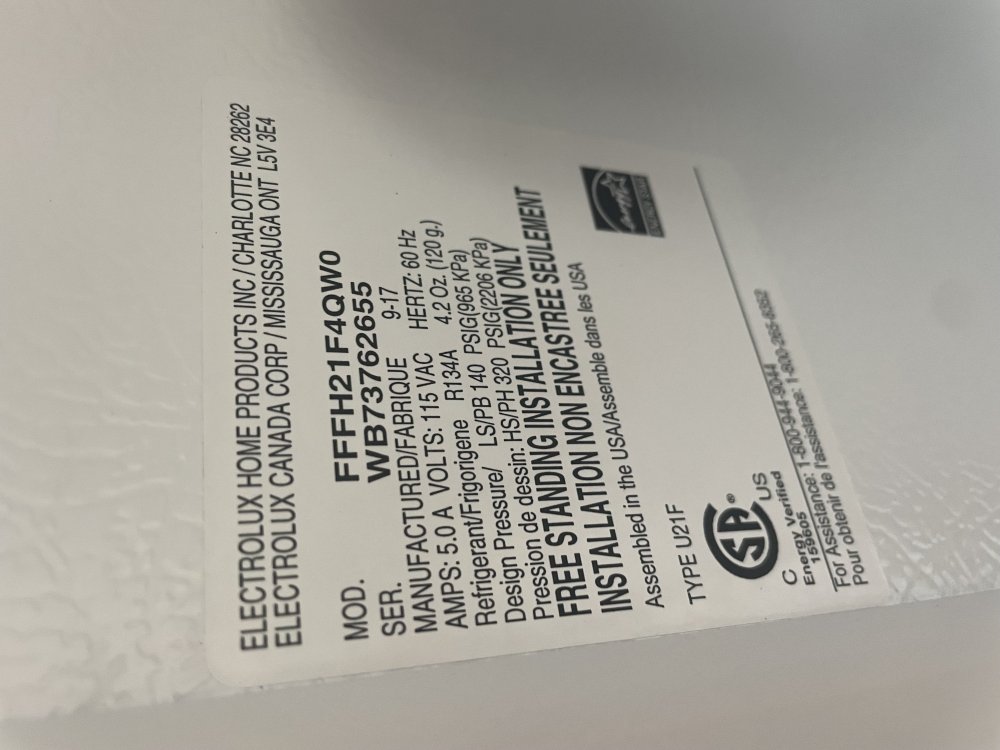 ELECTROLUX HOME PRODUCTS INC / CHARLOTTE NC 28262
ELECTROLUX CANADA CORP / MISSISSAUGA ONT L5V 3E4
MOD. FFFH21F4QW0
SER. WB73762655
MANUFACTURED/FABRIQUE 9-17
AMPS: 5.0 A VOLTS: 115 VAC HERTZ: 60 Hz
Refrigerant/Frigorigene R134A 4.2 Oz. (120 g.)
Design Pressure/ LS/PB 140 PSIG(965 KPa)
Pression de dessin: HS/PH 320 PSIG(2206 KPa)
FREE STANDING INSTALLATION ONLY
INSTALLATION NON ENCASTREE SEULEMENT
Assembled in the USA/Assemble dans les USA
TYPE U21F
ENERGY STAR
SA®
C US
Energy Verified
159605
For Assistance: 1-800-944-9044
Pour obtenir de l'assistance: 1-800-265-8352